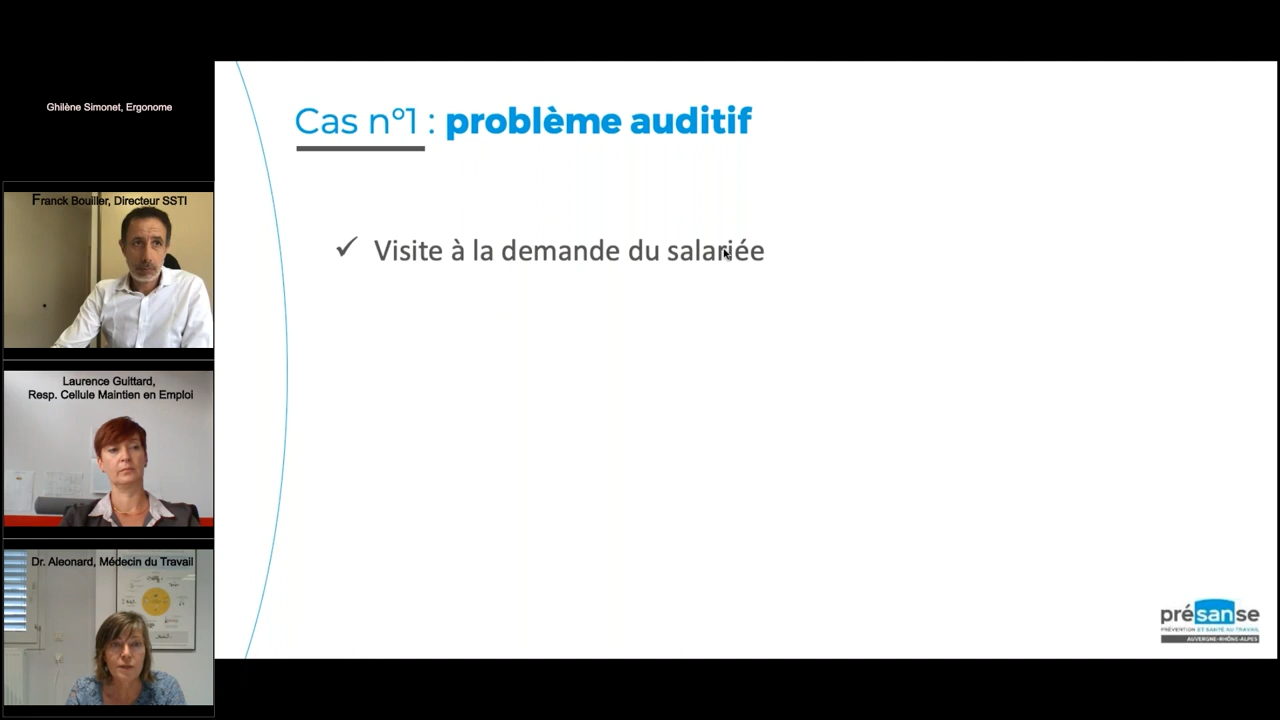 Ghilène Simonet, Ergonome
Franck Bouiller, Directeur SSTI
Laurence Guittard,
Resp. Cellule Maintien en Emploi
Dr. Aleonard, Médecin du Travail
Cas n°1 : problème auditif
✓ Visite à la demande du salariée
présanse
PRÉVENTION ET SANTÉ AU TRAVAIL
AUVERGNE-RHÔNE-ALPES